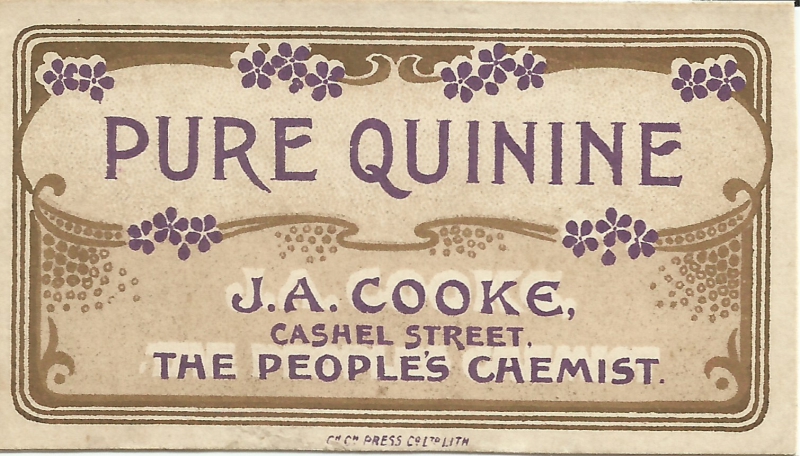 PURE QUININE
J.A. COOKE,
CASHEL STREET.
THE PEOPLE'S CHEMIST.
CH CH PRESS Co LTD LITH